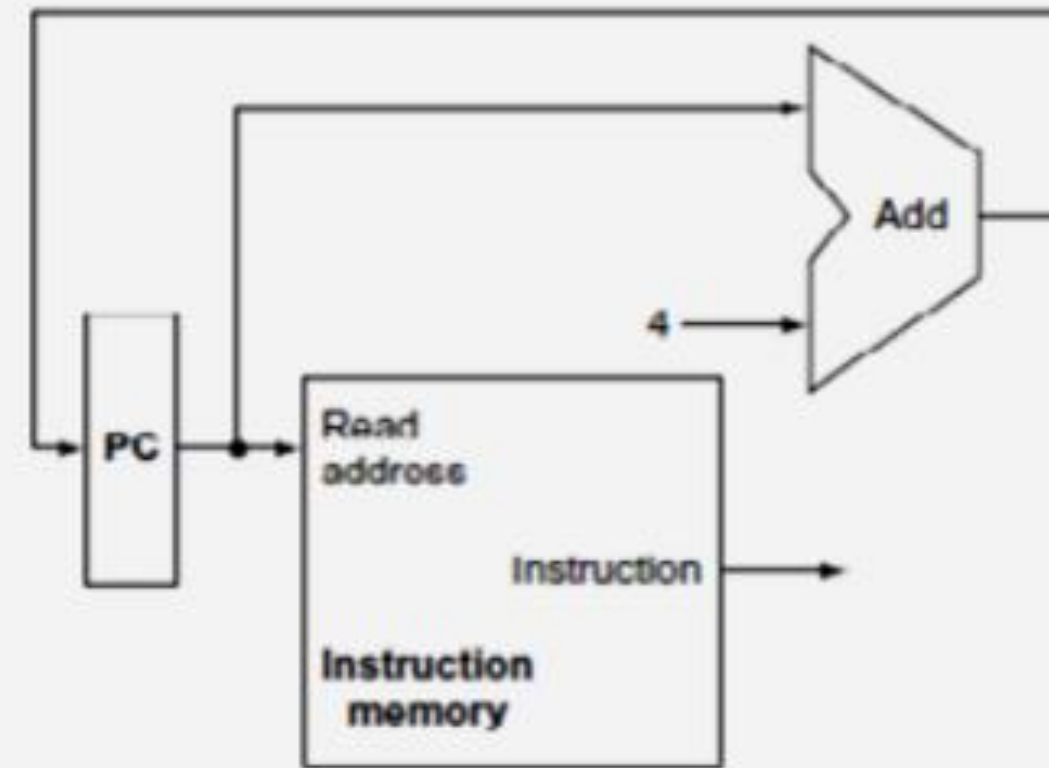 Add
4
PC
Read
address
Instruction
Instruction
memory